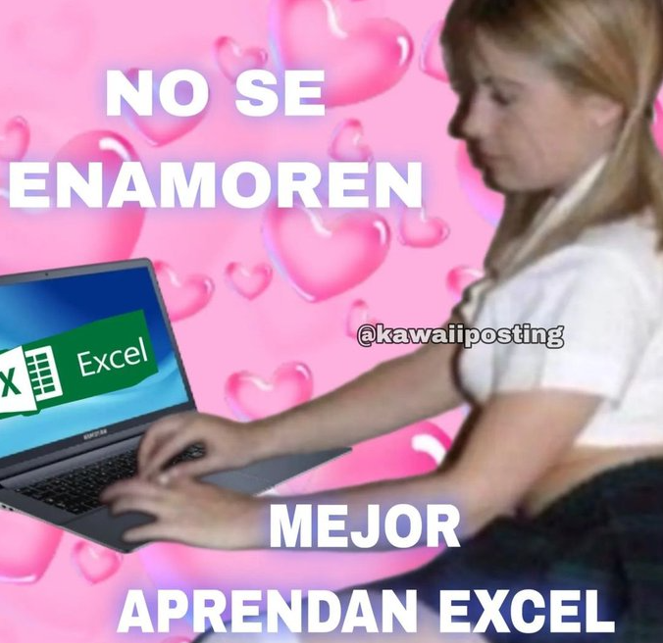 NO SE
ENAMOREN
X Excel
@kawaiiposting
MEJOR
APRENDAN EXCEL